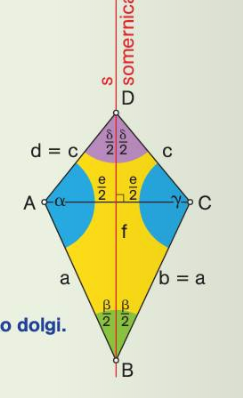 s
somernica
D
δ/2 δ/2
d = c
c
e/2 e/2
A
α
γ
C
f
a
b = a
o dolgi.
β/2 β/2
B